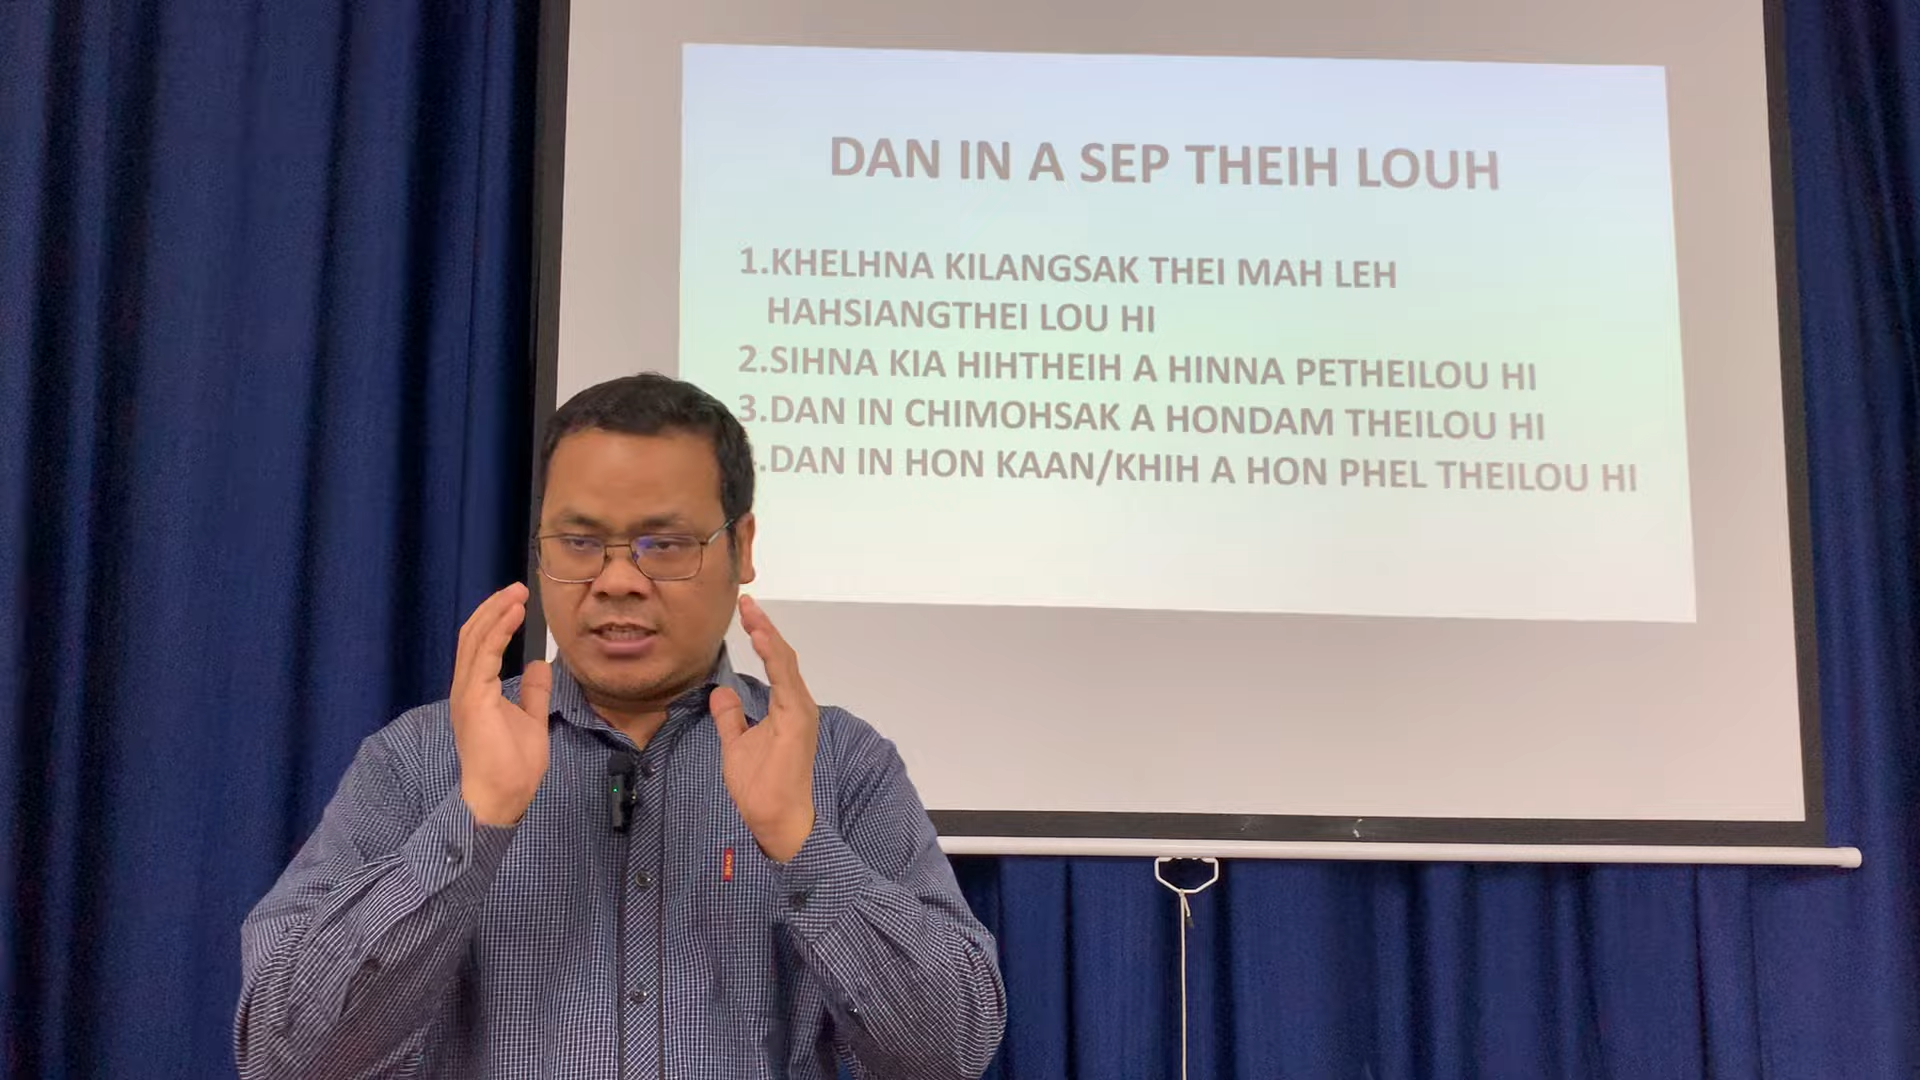 DAN IN A SEP THEIH LOUH
1.KHELHNA KILANGSAK THEI MAH LEH
HAHSIANGTHEI LOU HI
2.SIHNA KIA HIHTHEIH A HINNA PETHEILOU HI
3.DAN IN CHIMOHSAK A HONDAM THEILOU HI
.DAN IN HON KAAN/KHIH A HON PHEL THEILOU HI